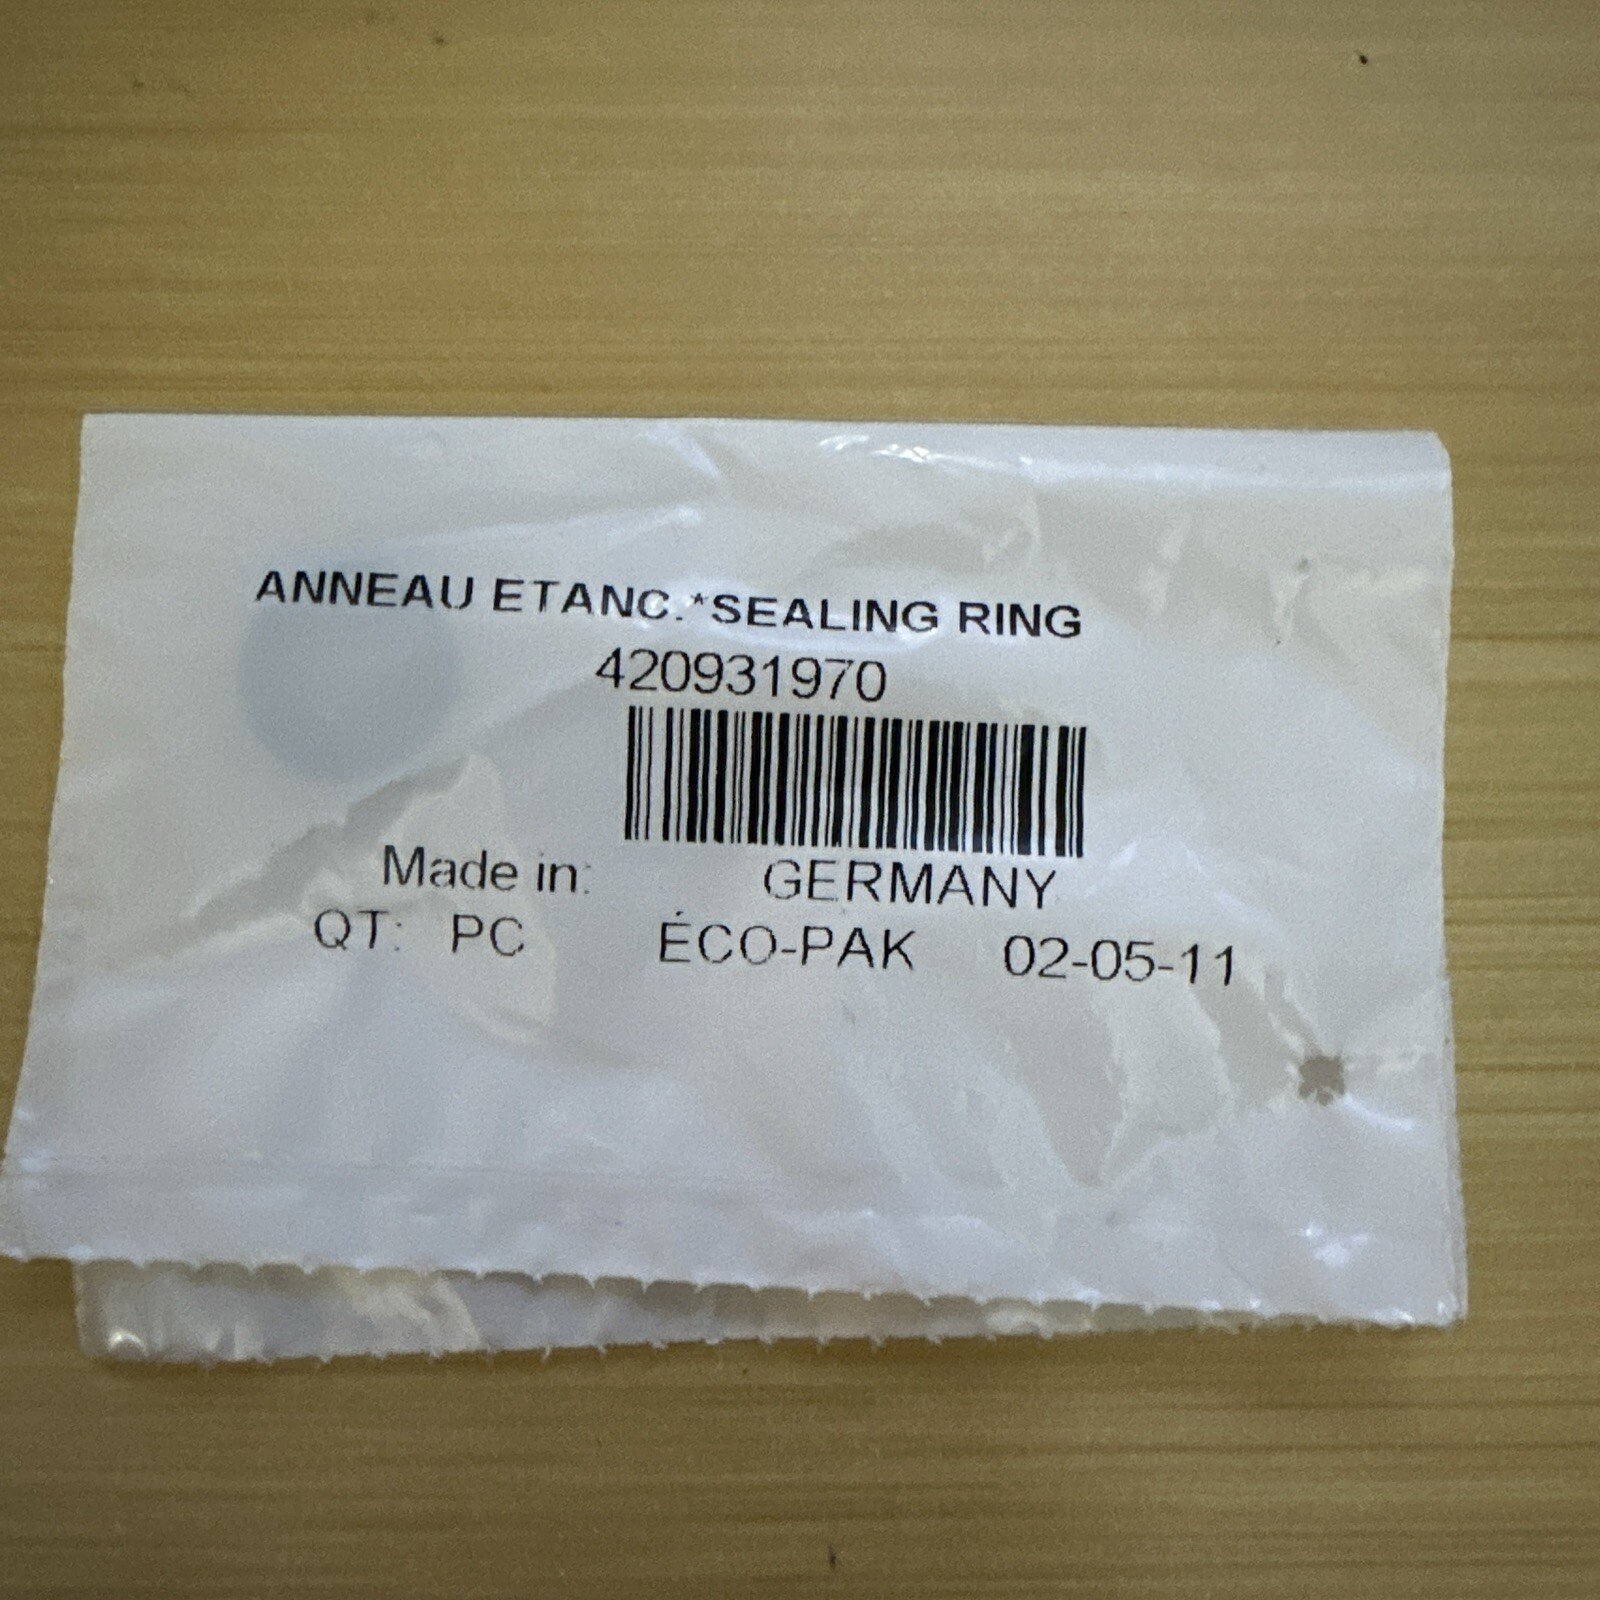 ANNEAU ETANC.*SEALING RING
420931970
Made in: GERMANY
QT: PC ÉCO-PAK 02-05-11